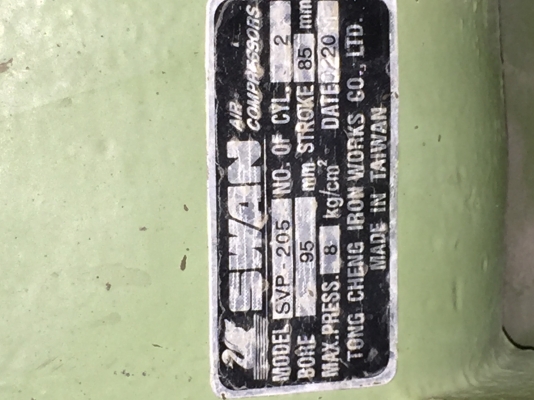 SWAN AIR COMPRESSORS
MODEL SVP-205 NO. OF CYL. 2
BORE 95 mm STROKE 85 mm
MAX.PRESS. 8 kg/cm² DATE
TONG CHENG IRON WORKS CO., LTD.
MADE IN TAIWAN